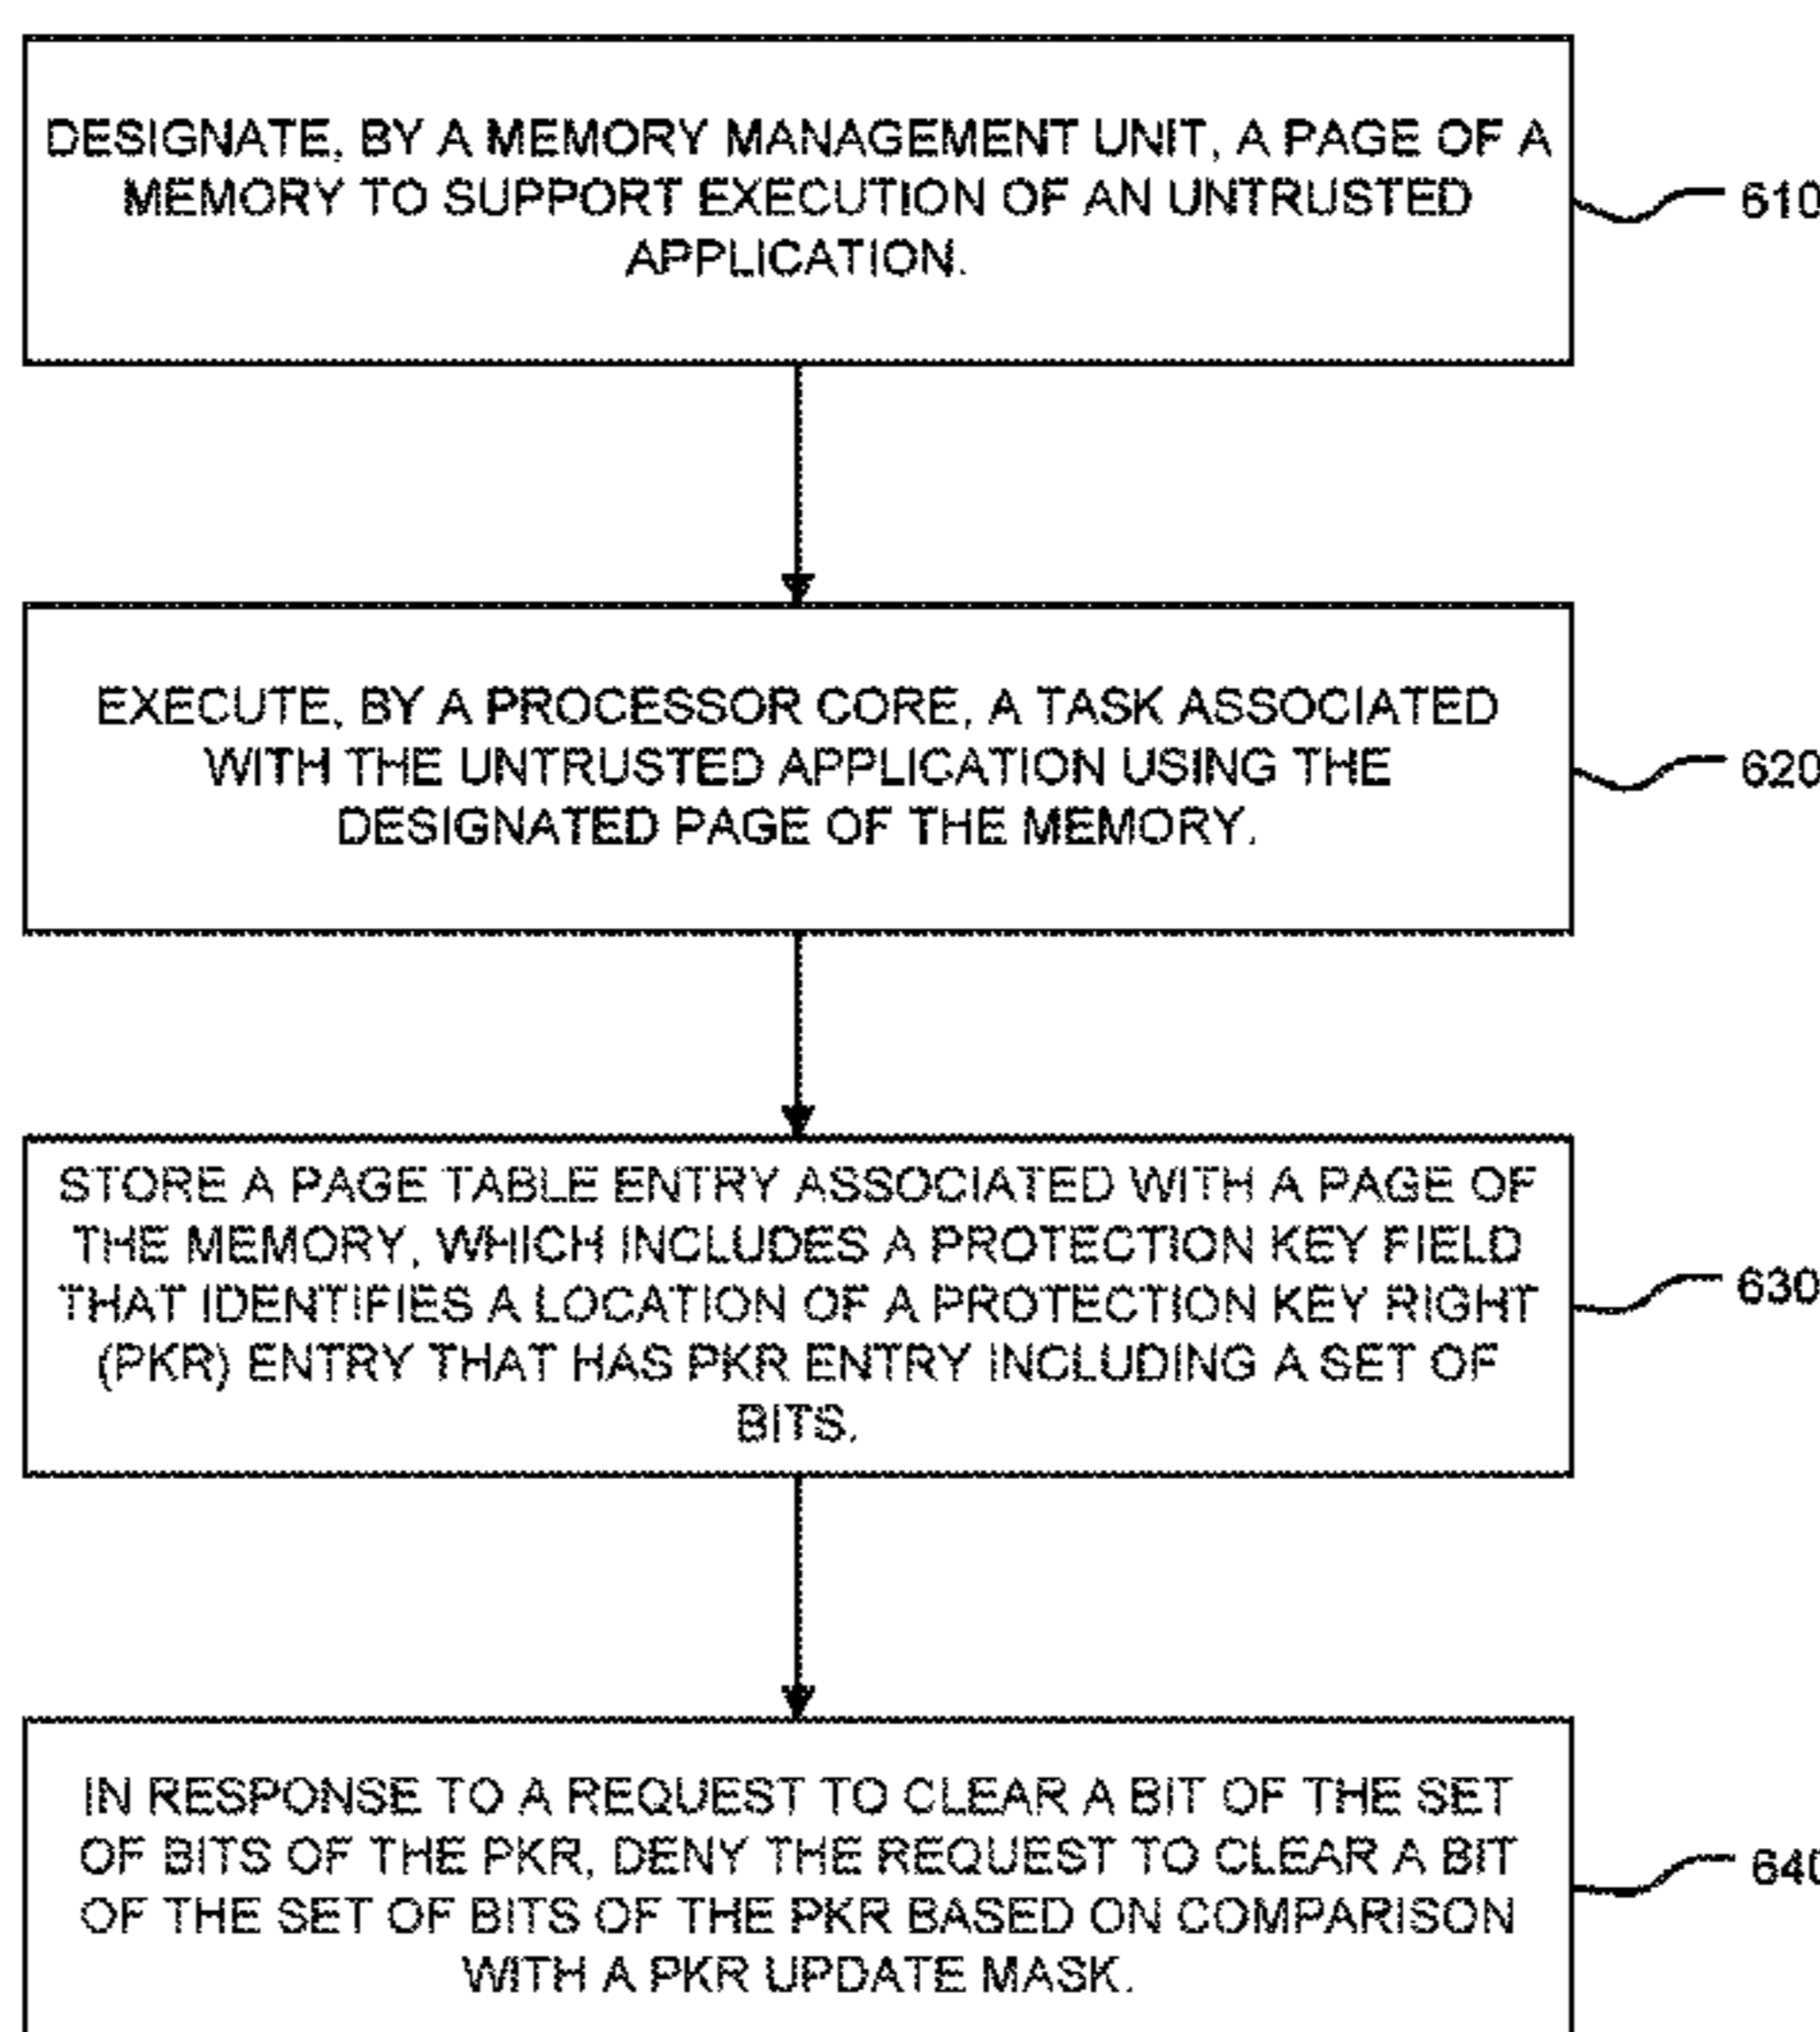 DESIGNATE, BY A MEMORY MANAGEMENT UNIT, A PAGE OF A
MEMORY TO SUPPORT EXECUTION OF AN UNTRUSTED
APPLICATION.
610
EXECUTE, BY A PROCESSOR CORE, A TASK ASSOCIATED
WITH THE UNTRUSTED APPLICATION USING THE
DESIGNATED PAGE OF THE MEMORY.
620
STORE A PAGE TABLE ENTRY ASSOCIATED WITH A PAGE OF
THE MEMORY, WHICH INCLUDES A PROTECTION KEY FIELD
THAT IDENTIFIES A LOCATION OF A PROTECTION KEY RIGHT
(PKR) ENTRY THAT HAS PKR ENTRY INCLUDING A SET OF
BITS.
630
IN RESPONSE TO A REQUEST TO CLEAR A BIT OF THE SET
OF BITS OF THE PKR, DENY THE REQUEST TO CLEAR A BIT
OF THE SET OF BITS OF THE PKR BASED ON COMPARISON
WITH A PKR UPDATE MASK.
640